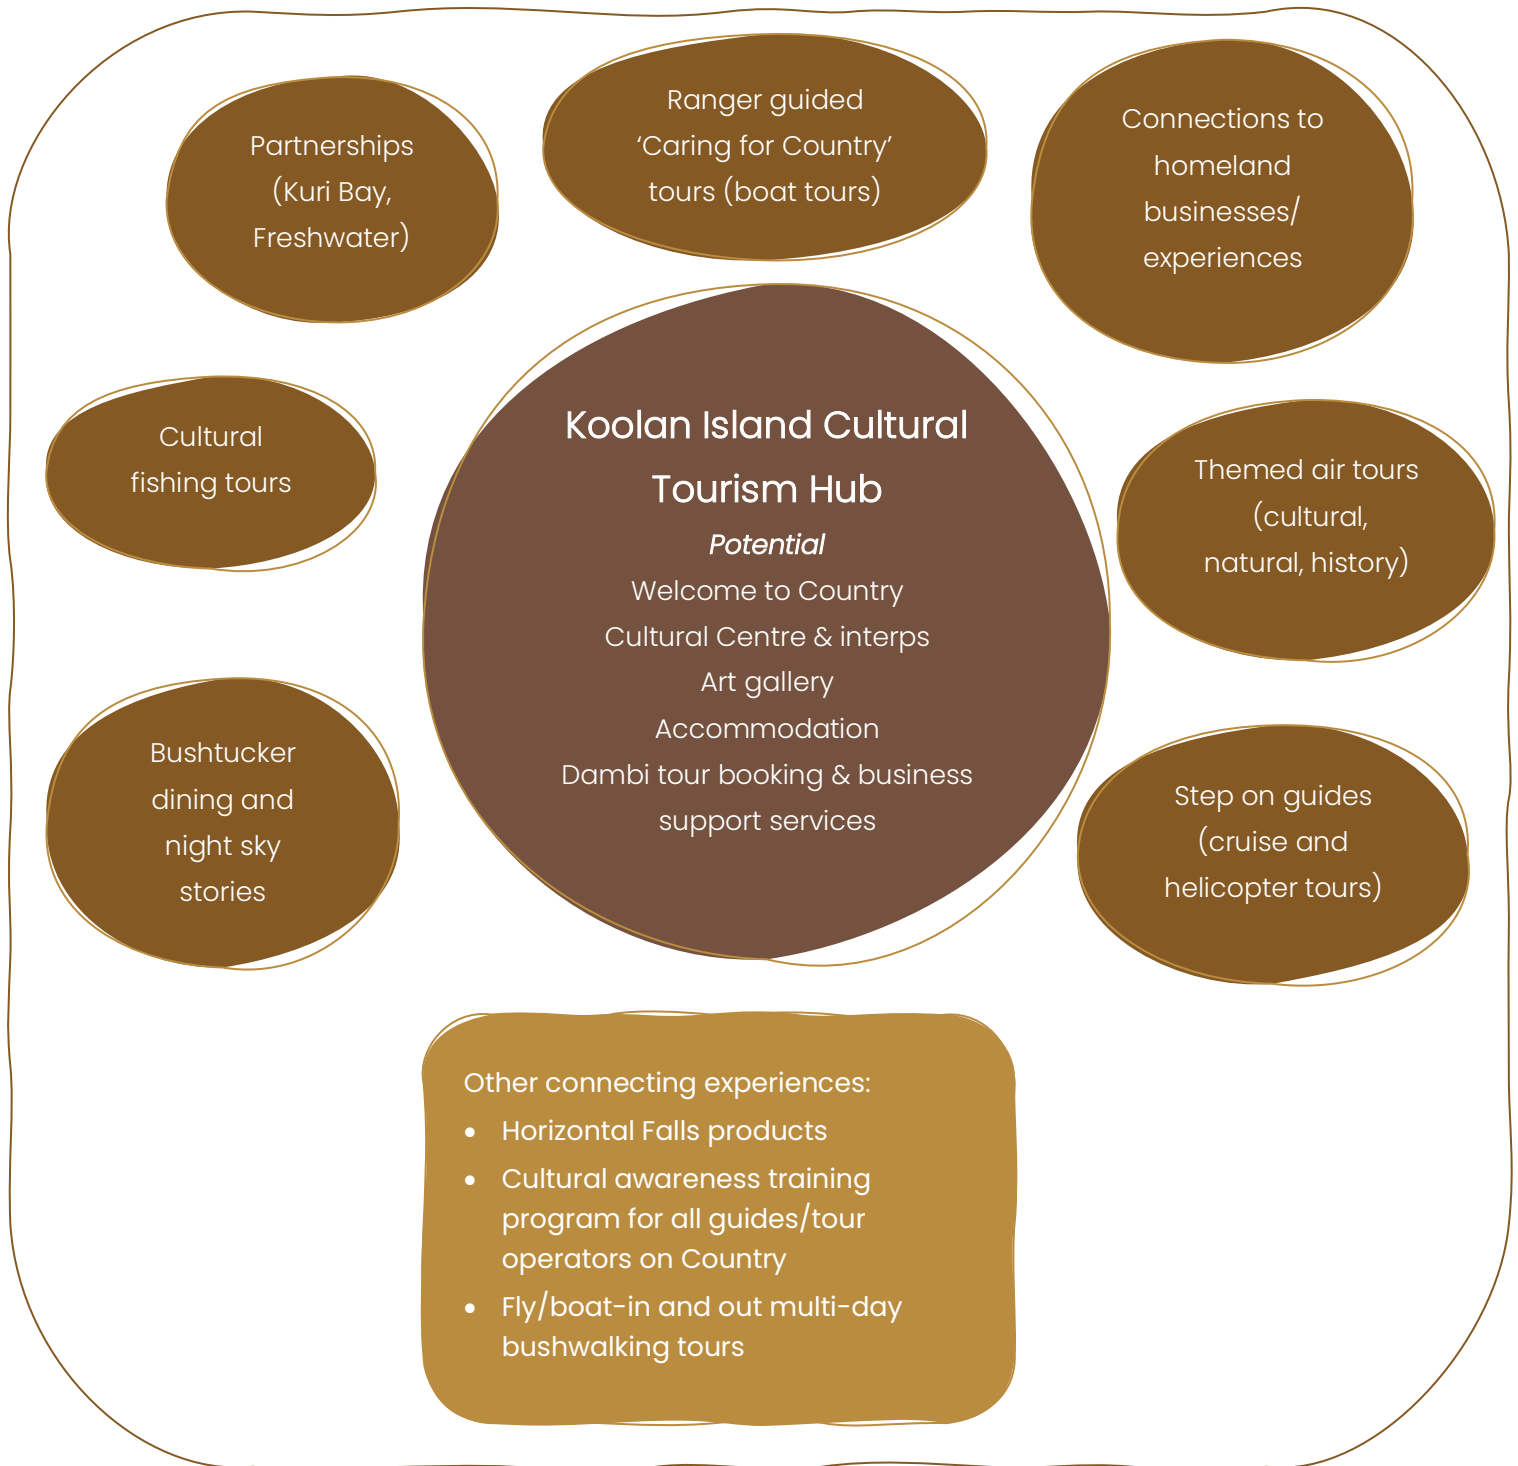 Partnerships
(Kuri Bay,
Freshwater)
Ranger guided
‘Caring for Country’
tours (boat tours)
Connections to
homeland
businesses/
experiences
Cultural
fishing tours
Koolan Island Cultural
Tourism Hub
Potential
Welcome to Country
Cultural Centre & interps
Art gallery
Accommodation
Dambi tour booking & business
support services
Themed air tours
(cultural,
natural, history)
Bushtucker
dining and
night sky
stories
Step on guides
(cruise and
helicopter tours)
Other connecting experiences:
• Horizontal Falls products
• Cultural awareness training
program for all guides/tour
operators on Country
• Fly/boat-in and out multi-day
bushwalking tours